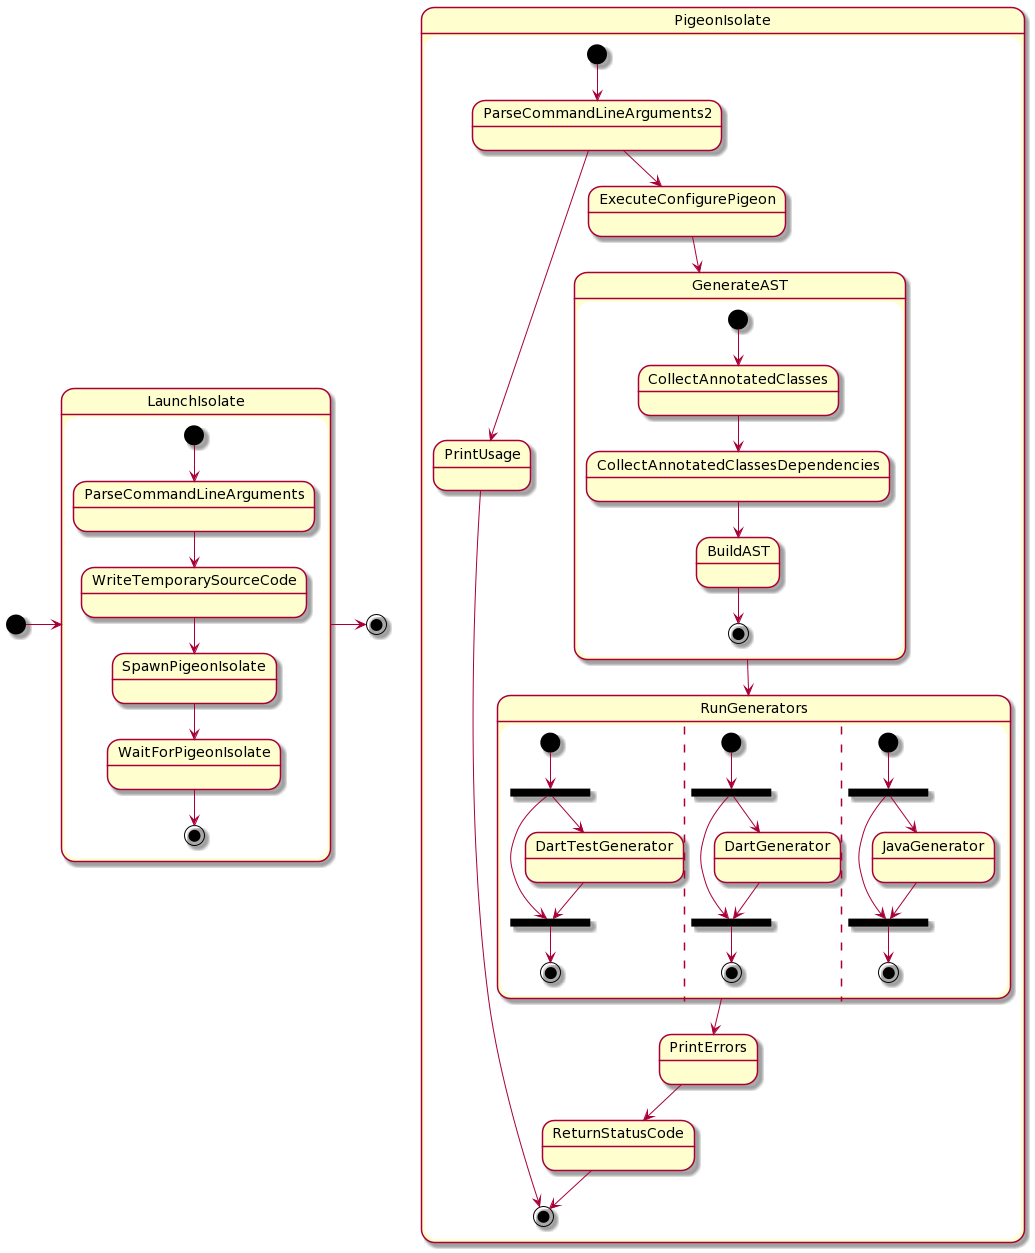 LaunchIsolate
ParseCommandLineArguments
WriteTemporarySourceCode
SpawnPigeonIsolate
WaitForPigeonIsolate
PigeonIsolate
ParseCommandLineArguments2
ExecuteConfigurePigeon
GenerateAST
CollectAnnotatedClasses
PrintUsage
CollectAnnotatedClassesDependencies
BuildAST
RunGenerators
DartTestGenerator
DartGenerator
JavaGenerator
PrintErrors
ReturnStatusCode